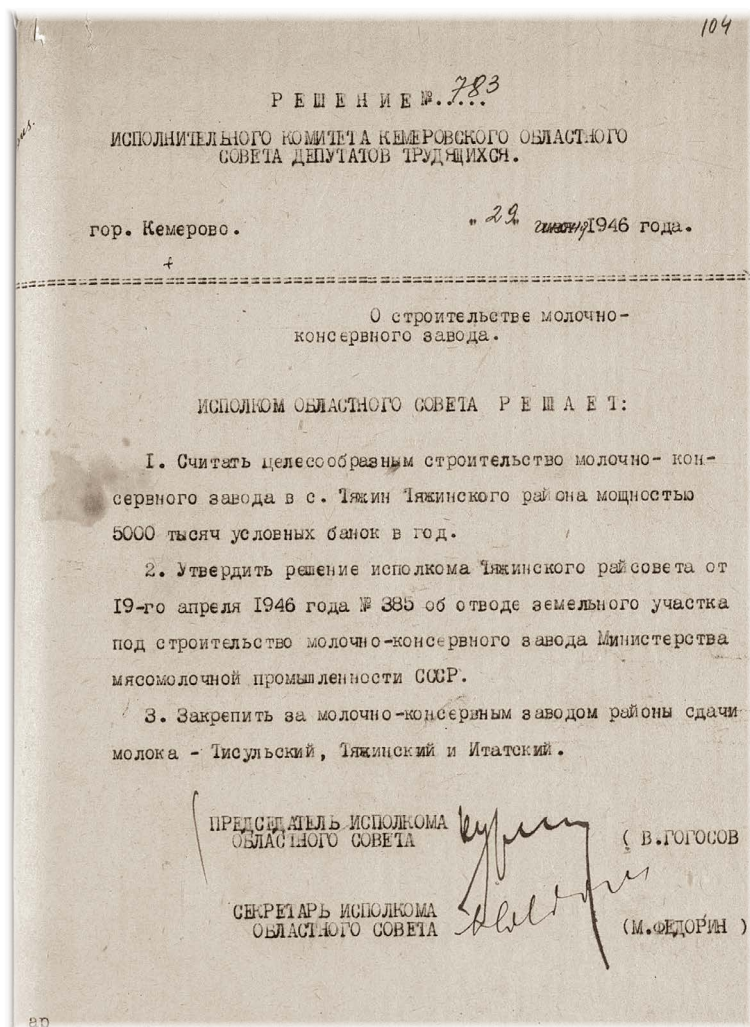 104
РЕШЕНИЕ №. 783
ИСПОЛНИТЕЛЬНОГО КОМИТЕТА КЕМЕРОВСКОГО ОБЛАСТНОГО
СОВЕТА ДЕПУТАТОВ ТРУДЯЩИХСЯ.
гор. Кемерово. "29" 1946 года.
О строительстве молочно-
консервного завода.
ИСПОЛКОМ ОБЛАСТНОГО СОВЕТА РЕШАЕТ:
1. Считать целесообразным строительство молочно- кон-
сервного завода в с. Тяжин Тяжинского района мощностью
5000 тысяч условных банок в год.
2. Утвердить решение исполкома Тяжинского райсовета от
19-го апреля 1946 года № 385 об отводе земельного участка
под строительство молочно-консервного завода Министерства
мясомолочной промышленности СССР.
3. Закрепить за молочно-консервным заводом районы сдачи
молока - Тисульский, Тяжинский и Итатский.
ПРЕДСЕДАТЕЛЬ ИСПОЛКОМА
ОБЛАСТНОГО СОВЕТА ( В.ГОГОСОВ
СЕКРЕТАРЬ ИСПОЛКОМА
ОБЛАСТНОГО СОВЕТА (М.ФЕДОРИН )
ар